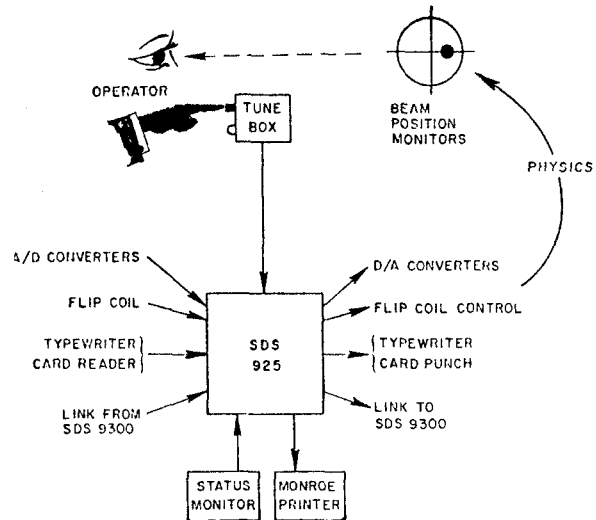 OPERATOR
TUNE
BOX
BEAM
POSITION
MONITORS
PHYSICS
A/D CONVERTERS
D/A CONVERTERS
FLIP COIL
FLIP COIL CONTROL
SDS
925
TYPEWRITER
CARD READER
TYPEWRITER
CARD PUNCH
LINK FROM
SDS 9300
LINK TO
SDS 9300
STATUS
MONITOR
MONROE
PRINTER